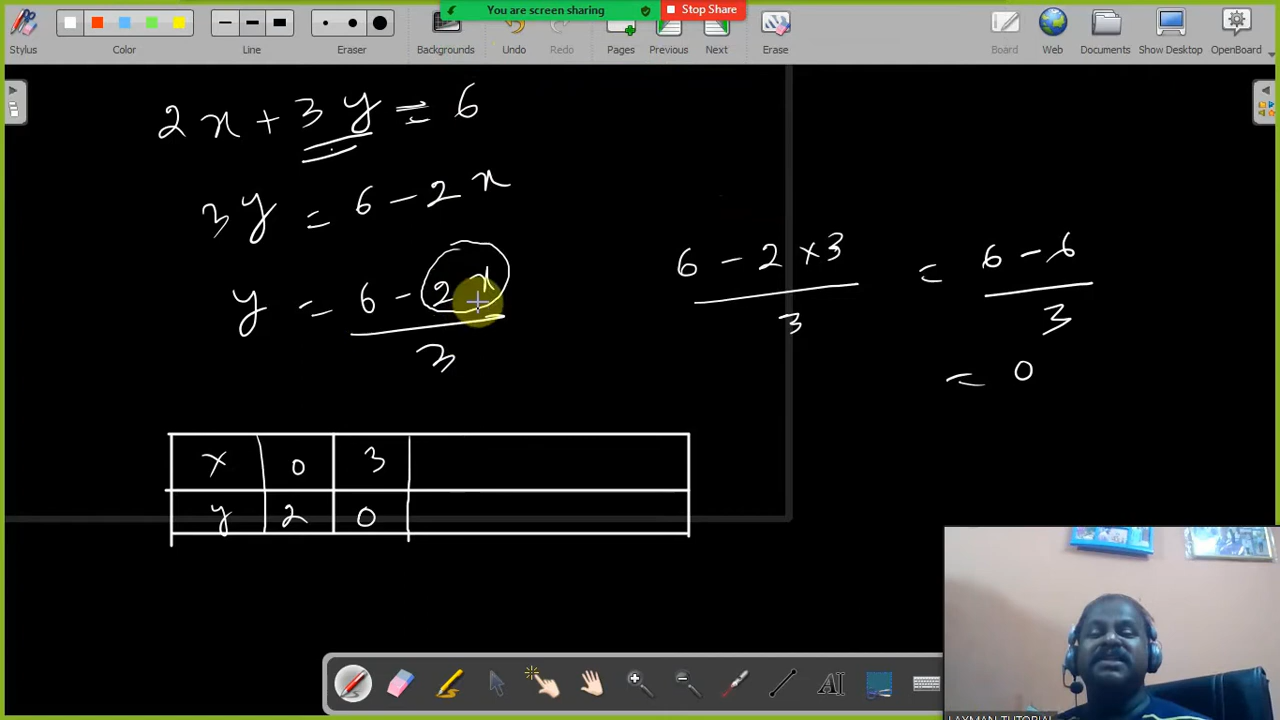 You are screen sharing Stop Share
Stylus Color Line Eraser Backgrounds Undo Redo Pages Previous Next Erase Board Web Documents Show Desktop OpenBoard
2x + 3y = 6
3y = 6 - 2x
y = 6 - 2x
3
6 - 2 × 3 = 6 - 6
3 3
= 0
x 0 3
y 2 0
LAXMAN TUTORIAL